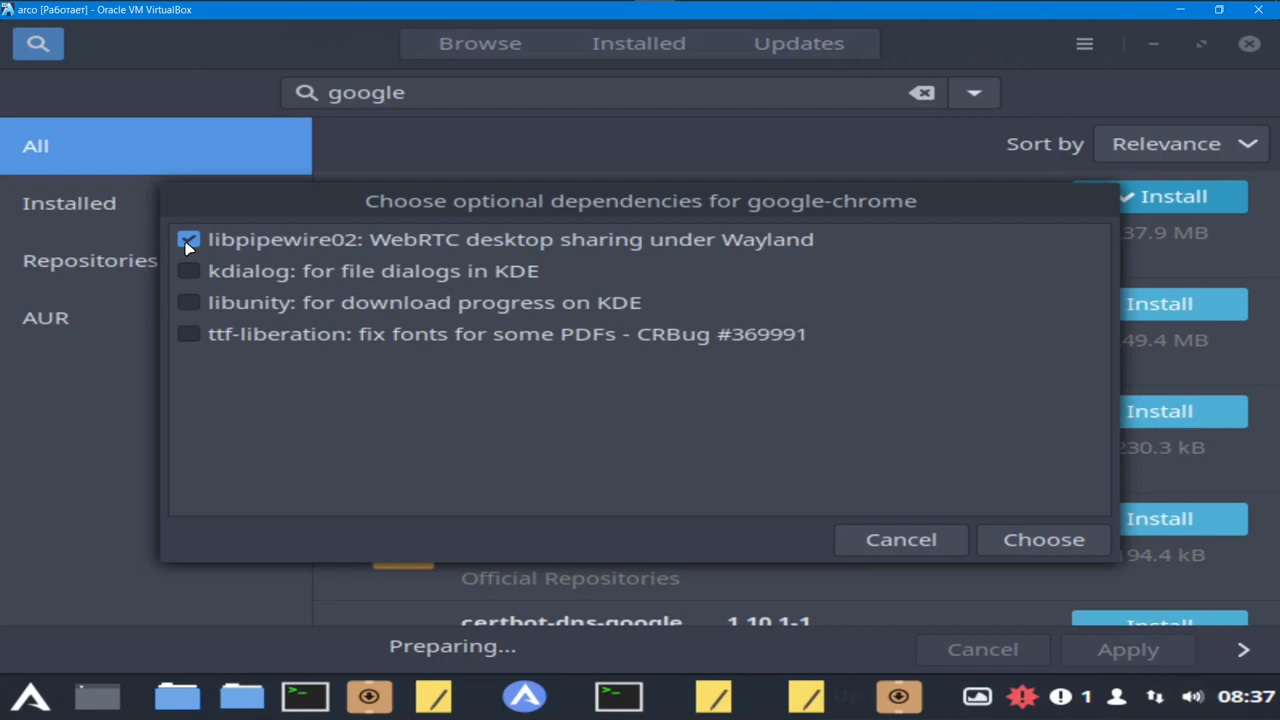 arco [Работает] - Oracle VM VirtualBox
Browse Installed Updates
google
All
Sort by Relevance
Installed
Repositories
AUR
Install
37.9 MB
Choose optional dependencies for google-chrome
libpipewire02: WebRTC desktop sharing under Wayland
kdialog: for file dialogs in KDE
libunity: for download progress on KDE
ttf-liberation: fix fonts for some PDFs - CRBug #369991
Install
49.4 MB
Install
230.3 kB
Install
194.4 kB
Cancel Choose
Official Repositories
certbot-dns-google 1.10.1-1
Install
Preparing...
Cancel Apply
1
08:37